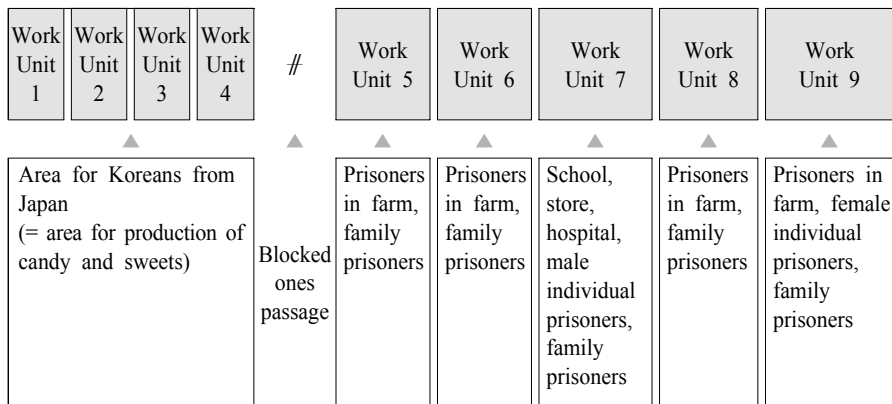 Work
Unit
1
Work
Unit
2
Work
Unit
3
Work
Unit
4
#
Work
Unit 5
Work
Unit 6
Work
Unit 7
Work
Unit 8
Work
Unit 9
Area for Koreans from
Japan
(= area for production of
candy and sweets)
Blocked
ones
passage
Prisoners
in farm,
family
prisoners
Prisoners
in farm,
family
prisoners
School,
store,
hospital,
male
individual
prisoners,
family
prisoners
Prisoners
in farm,
family
prisoners
Prisoners in
farm, female
individual
prisoners,
family
prisoners